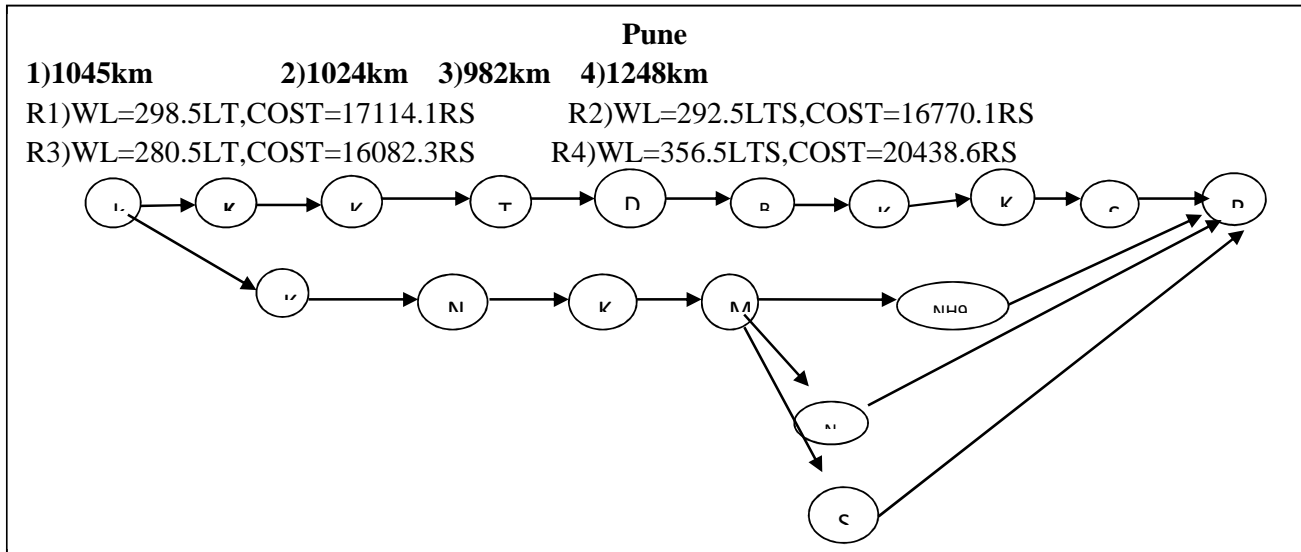 Pune
1)1045km 2)1024km 3)982km 4)1248km
R1)WL=298.5LT,COST=17114.1RS R2)WL=292.5LTS,COST=16770.1RS
R3)WL=280.5LT,COST=16082.3RS R4)WL=356.5LTS,COST=20438.6RS
K K T D B K S
N K M
N
S